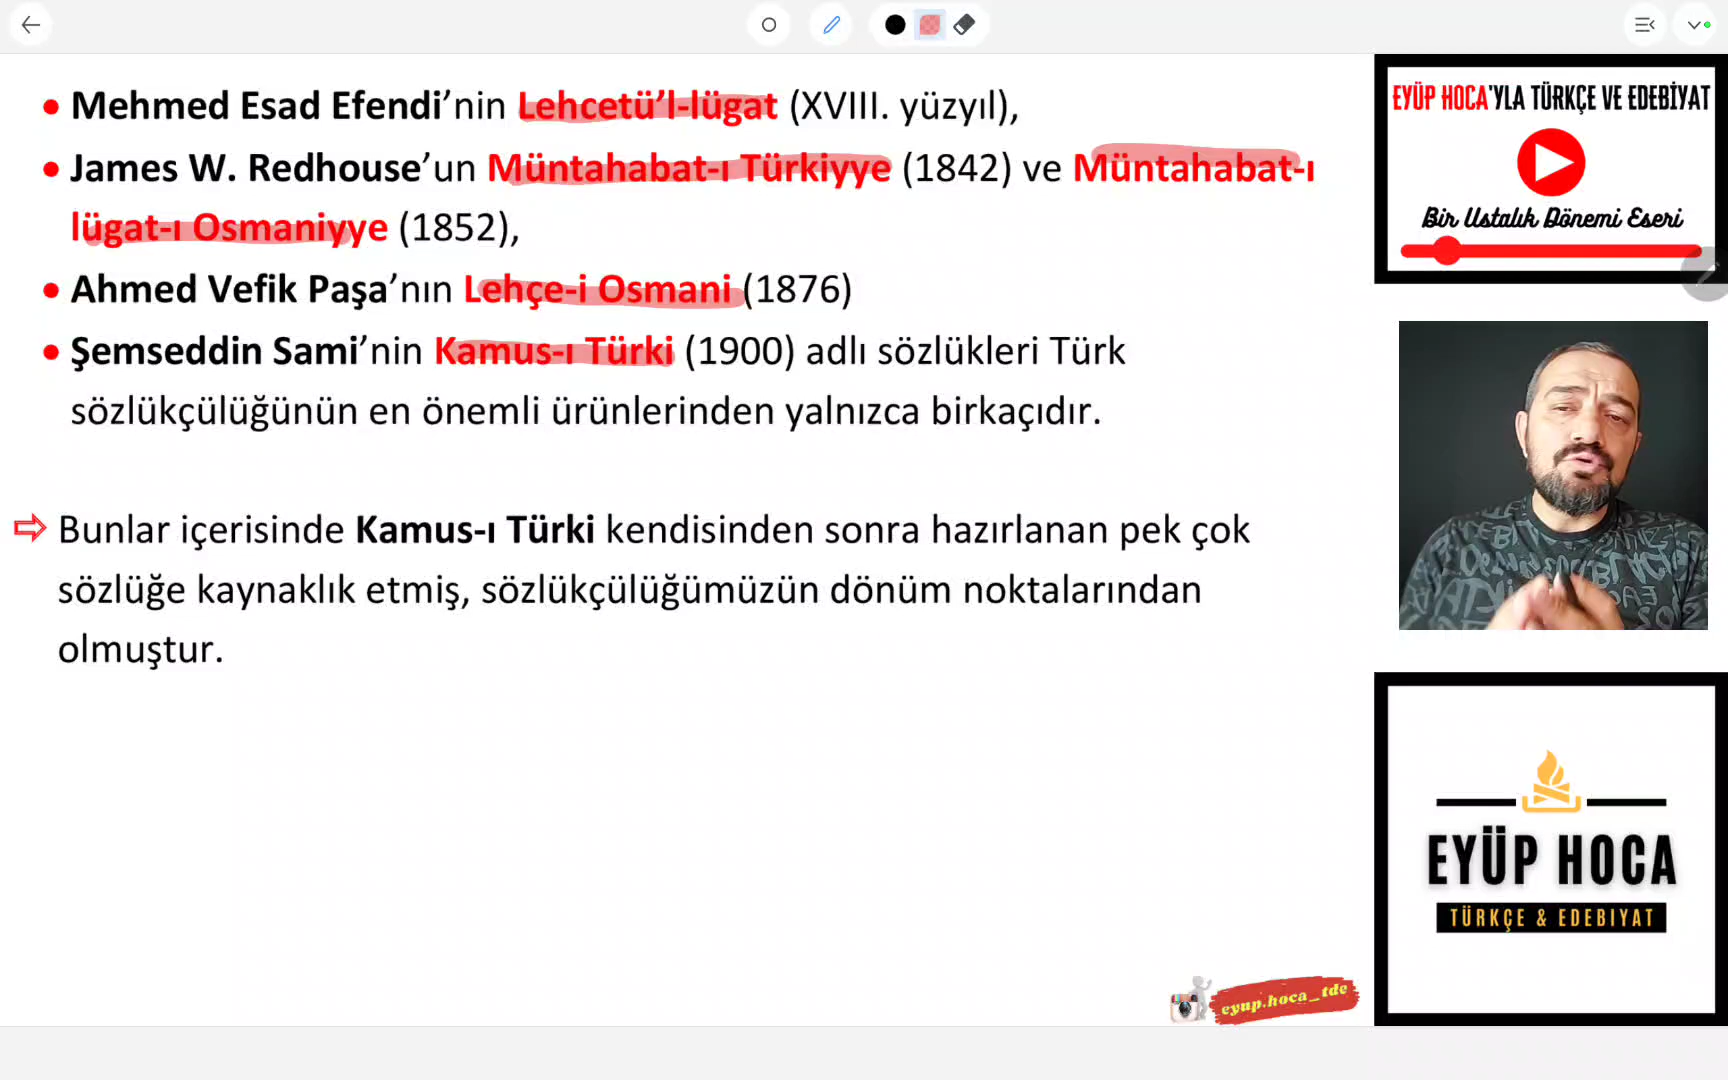 • Mehmed Esad Efendi’nin Lehcetü’l-lügat (XVIII. yüzyıl),
• James W. Redhouse’un Müntahabat-ı Türkiyye (1842) ve Müntahabat-ı
lügat-ı Osmaniyye (1852),
• Ahmed Vefik Paşa’nın Lehçe-i Osmani (1876)
• Şemseddin Sami’nin Kamus-ı Türki (1900) adlı sözlükleri Türk
sözlükçülüğünün en önemli ürünlerinden yalnızca birkaçıdır.
⇨ Bunlar içerisinde Kamus-ı Türki kendisinden sonra hazırlanan pek çok
sözlüğe kaynaklık etmiş, sözlükçülüğümüzün dönüm noktalarından
olmuştur.
EYÜP HOCA'YLA TÜRKÇE VE EDEBİYAT
Bir Ustalık Dönemi Eseri
EYÜP HOCA
TÜRKÇE & EDEBIYAT
eyup.hoca_tde